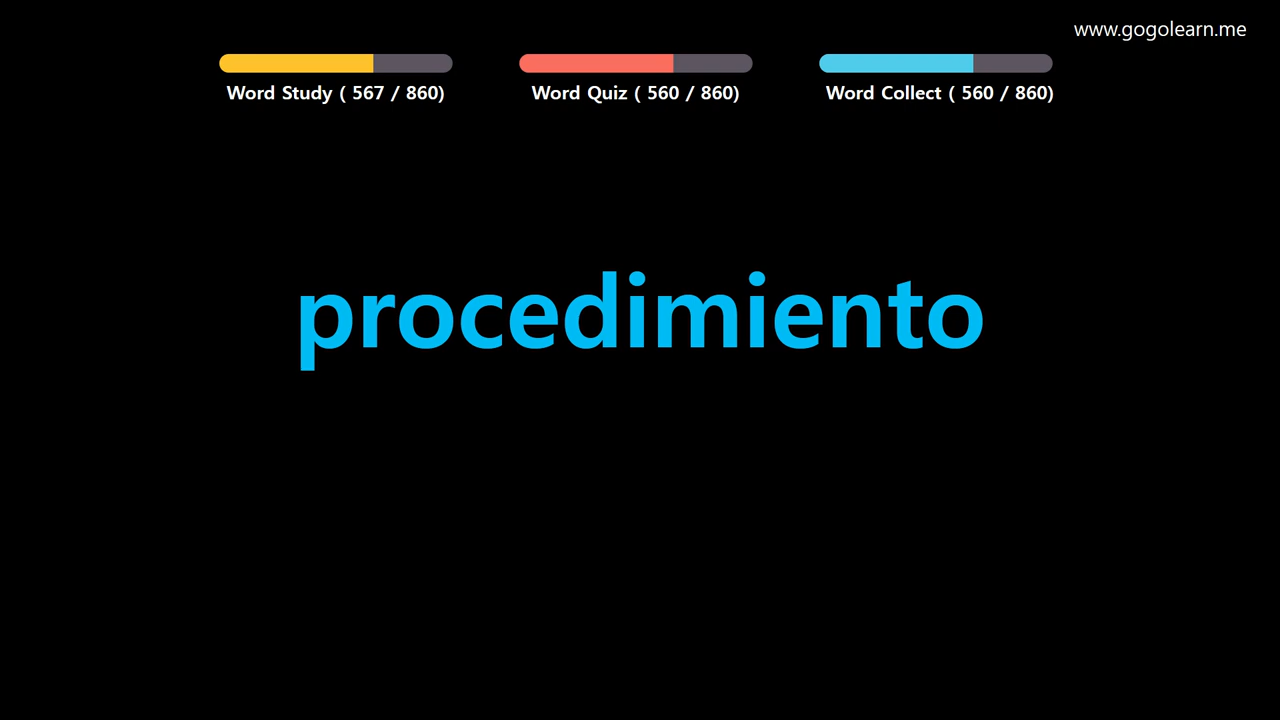 www.gogolearn.me
Word Study ( 567 / 860)
Word Quiz ( 560 / 860)
Word Collect ( 560 / 860)
procedimiento